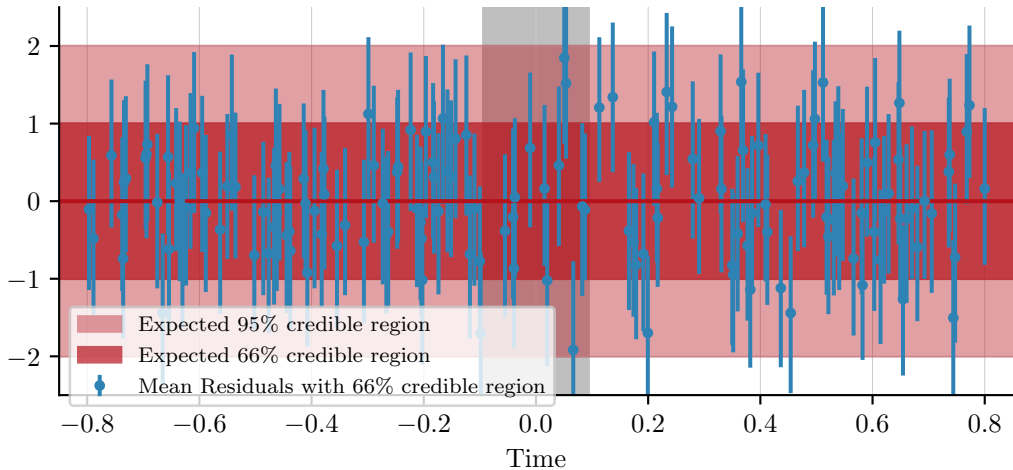 2
1
0
−1
−2
Expected 95% credible region
Expected 66% credible region
Mean Residuals with 66% credible region
−0.8 −0.6 −0.4 −0.2 0.0 0.2 0.4 0.6 0.8
Time